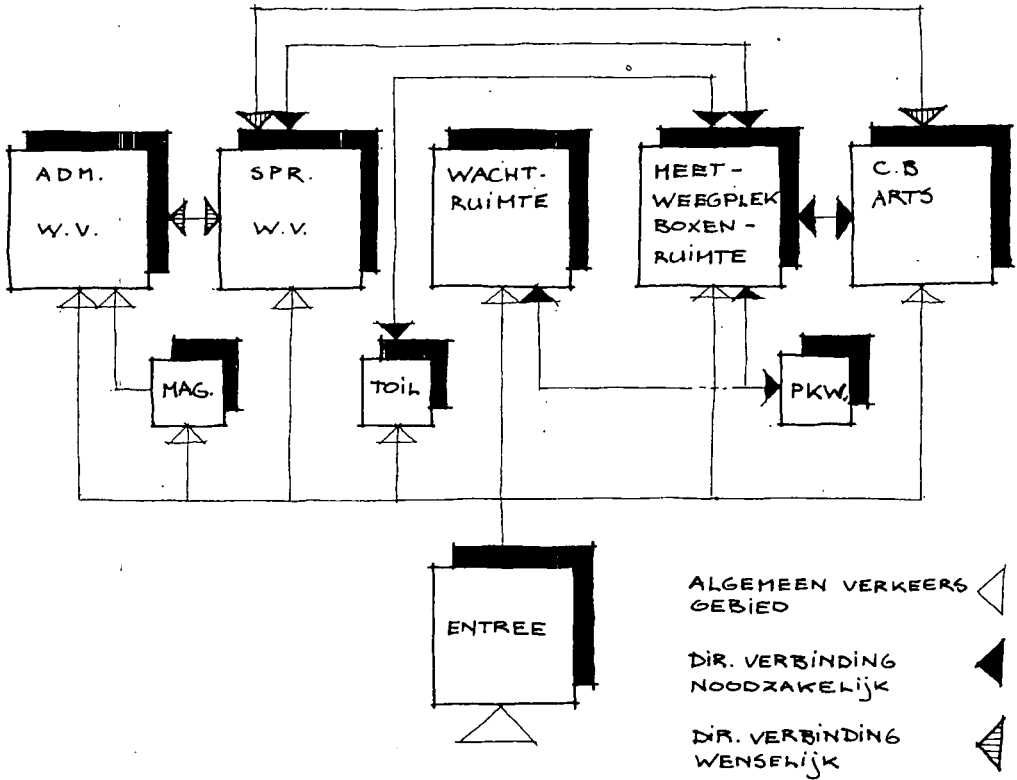 ADM.
W.V.
SPR.
W.V.
WACHT-
RUIMTE
MEET-
WEEGPLEK
BOXEN-
RUIMTE
C.B
ARTS
MAG.
TOIL
PKW.
ENTREE
ALGEMEEN VERKEERS
GEBIED
DIR. VERBINDING
NOODZAKELIJK
DIR. VERBINDING
WENSELIJK